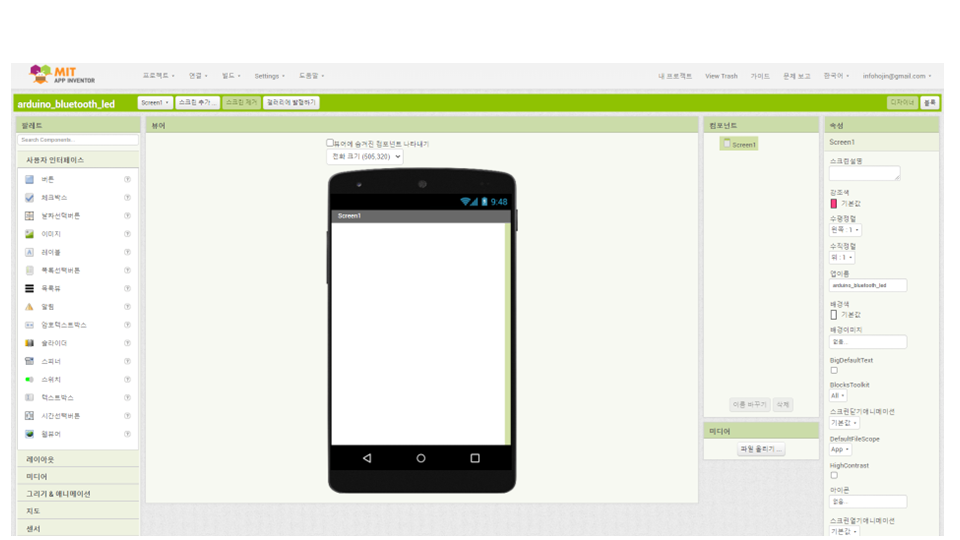 MIT
APP INVENTOR
프로젝트
연결
빌드
Settings
도움말
내 프로젝트
View Trash
가이드
문제 보고
한국어
infohojin@gmail.com
arduino_bluetooth_led
Screen1
스크린 추가 ...
스크린 제거
갤러리에 발행하기
디자이너
블록
팔레트
Search Components...
사용자 인터페이스
버튼
체크박스
날짜선택버튼
이미지
레이블
목록선택버튼
목록뷰
알림
암호텍스트박스
슬라이더
스피너
스위치
텍스트박스
시간선택버튼
웹뷰어
레이아웃
미디어
그리기 & 애니메이션
지도
센서
뷰어
뷰어에 숨겨진 컴포넌트 나타내기
전화 크기 (505,320)
9:48
Screen1
컴포넌트
Screen1
이름 바꾸기
삭제
미디어
파일 올리기 ...
속성
Screen1
스크린설명
강조색
기본값
수평정렬
왼쪽 : 1
수직정렬
위 : 1
앱이름
arduino_bluetooth_led
배경색
기본값
배경이미지
없음...
BigDefaultText
BlocksToolkit
All
스크린닫기애니메이션
기본값
DefaultFileScope
App
HighContrast
아이콘
없음...
스크린열기애니메이션
기본값